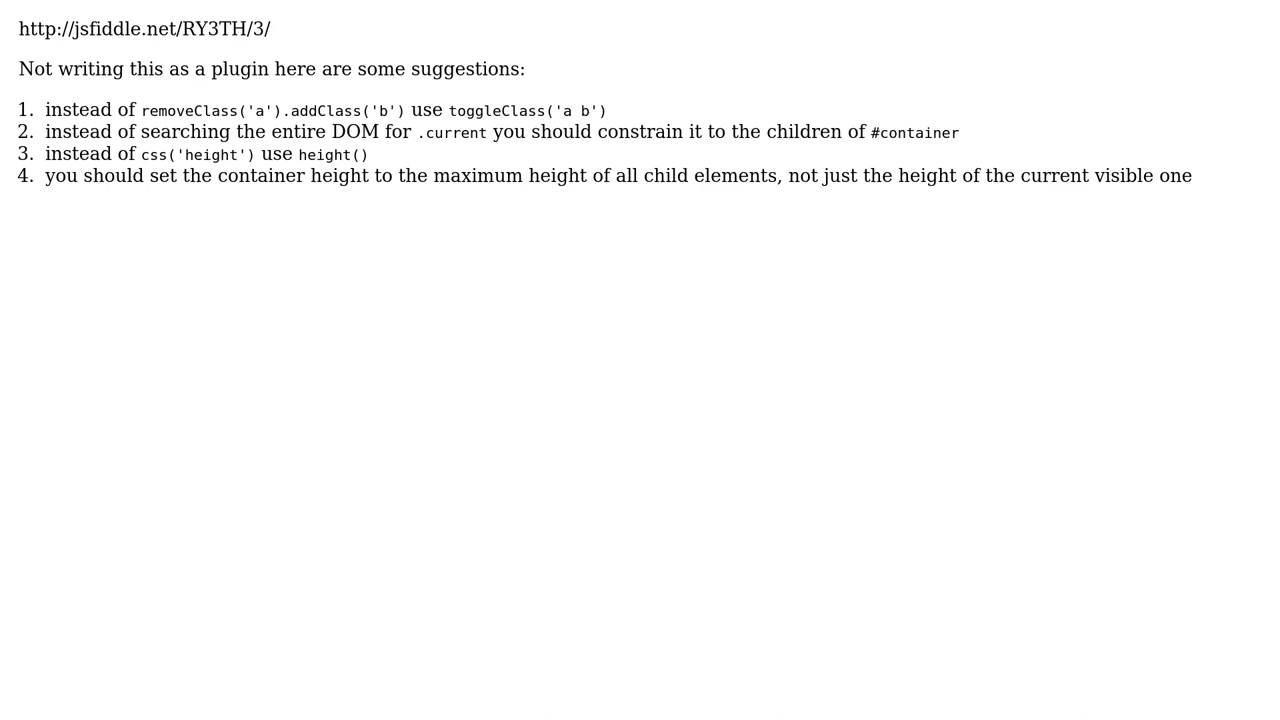 http://jsfiddle.net/RY3TH/3/
Not writing this as a plugin here are some suggestions:
1. instead of removeClass('a').addClass('b') use toggleClass('a b')
2. instead of searching the entire DOM for .current you should constrain it to the children of #container
3. instead of css('height') use height()
4. you should set the container height to the maximum height of all child elements, not just the height of the current visible one